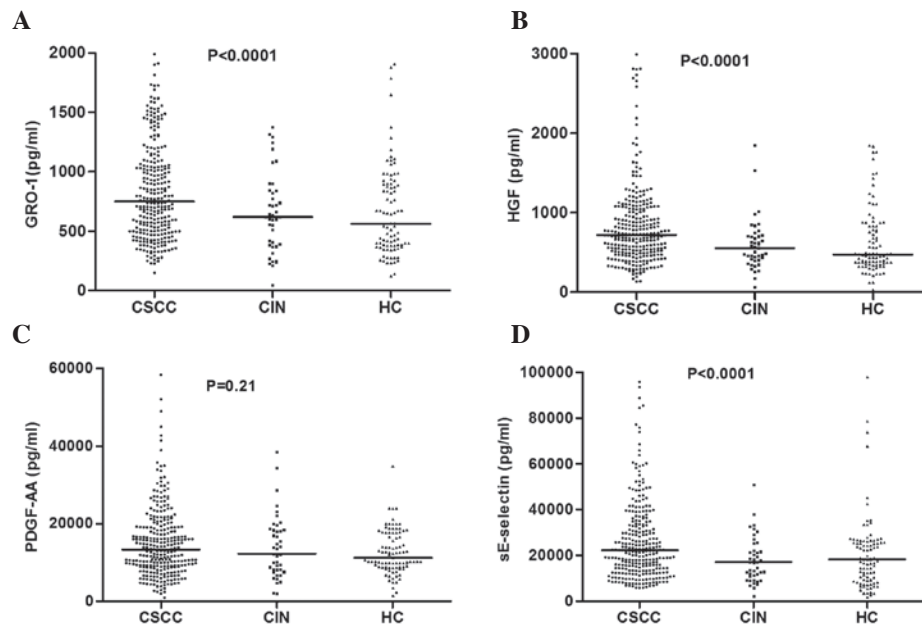 A
P<0.0001
2000
1500
1000
500
0
GRO-1(pg/ml)
CSCC CIN HC
B
P<0.0001
3000
2000
1000
0
HGF (pg/ml)
CSCC CIN HC
C
P=0.21
60000
40000
20000
0
PDGF-AA (pg/ml)
CSCC CIN HC
D
P<0.0001
100000
80000
60000
40000
20000
0
sE-selectin (pg/ml)
CSCC CIN HC